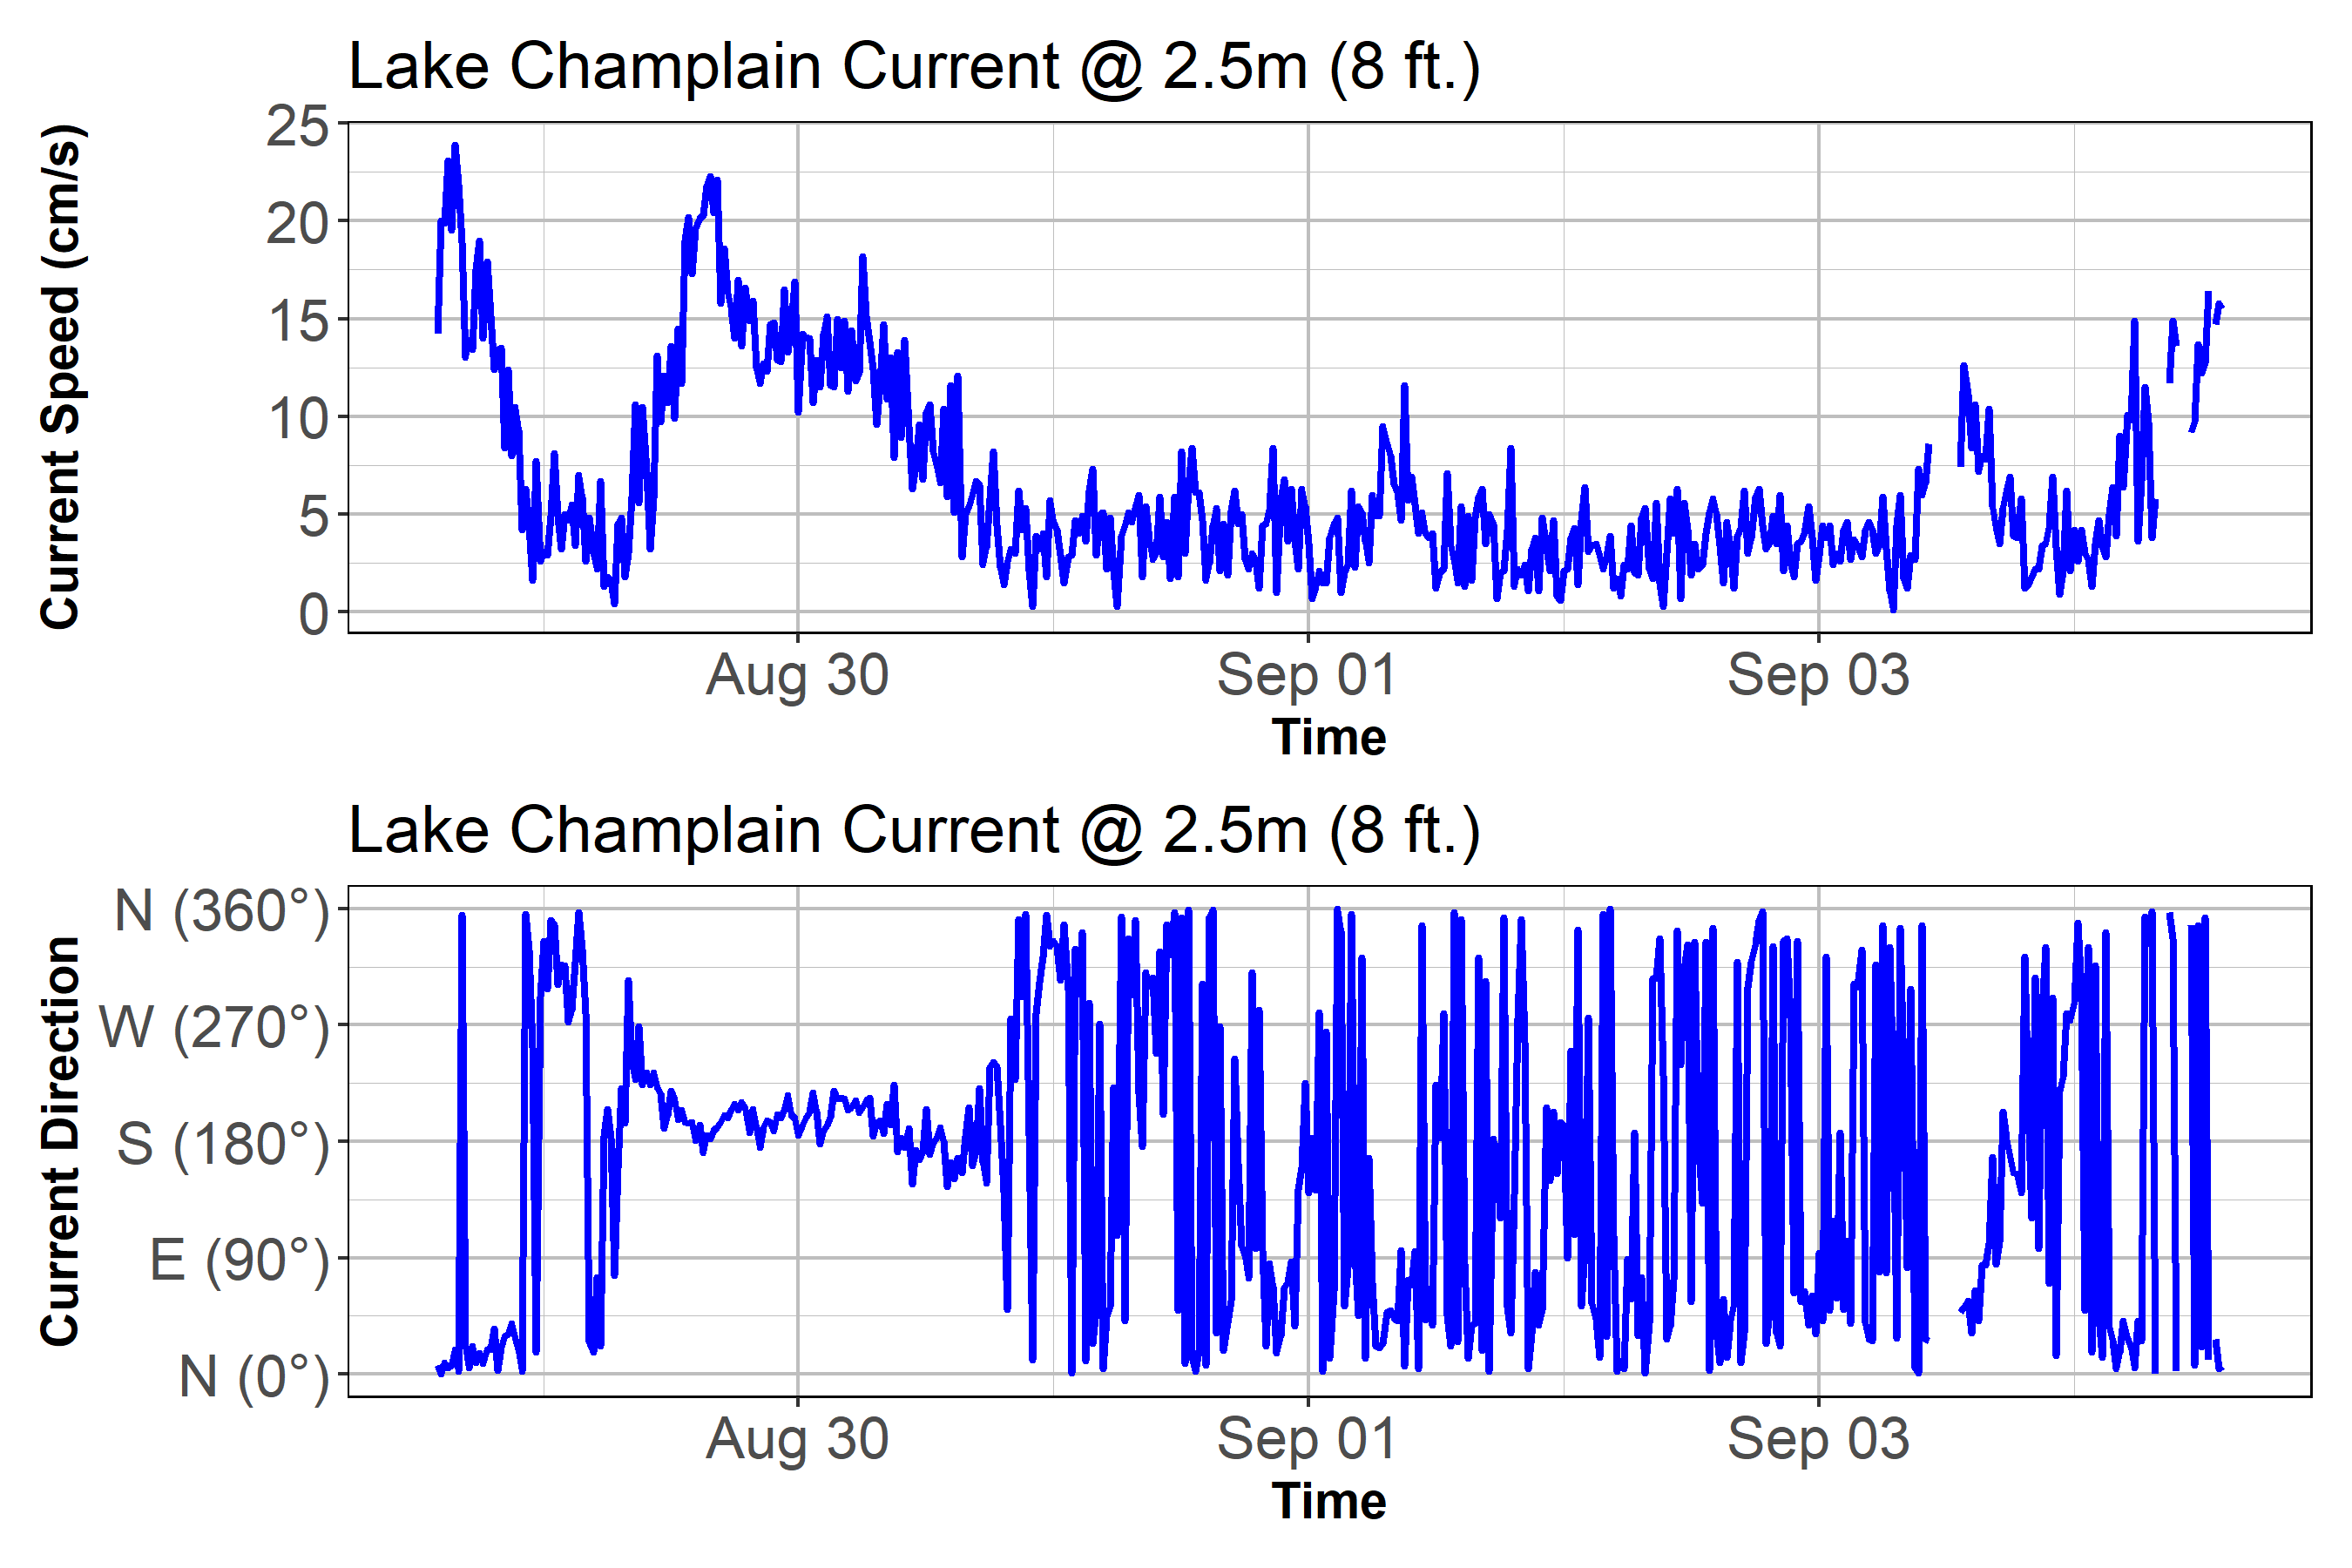 Lake Champlain Current @ 2.5m (8 ft.)
Current Speed (cm/s)
25
20
15
10
5
0
Aug 30 Sep 01 Sep 03
Time
Lake Champlain Current @ 2.5m (8 ft.)
Current Direction
N (360°)
W (270°)
S (180°)
E (90°)
N (0°)
Aug 30 Sep 01 Sep 03
Time